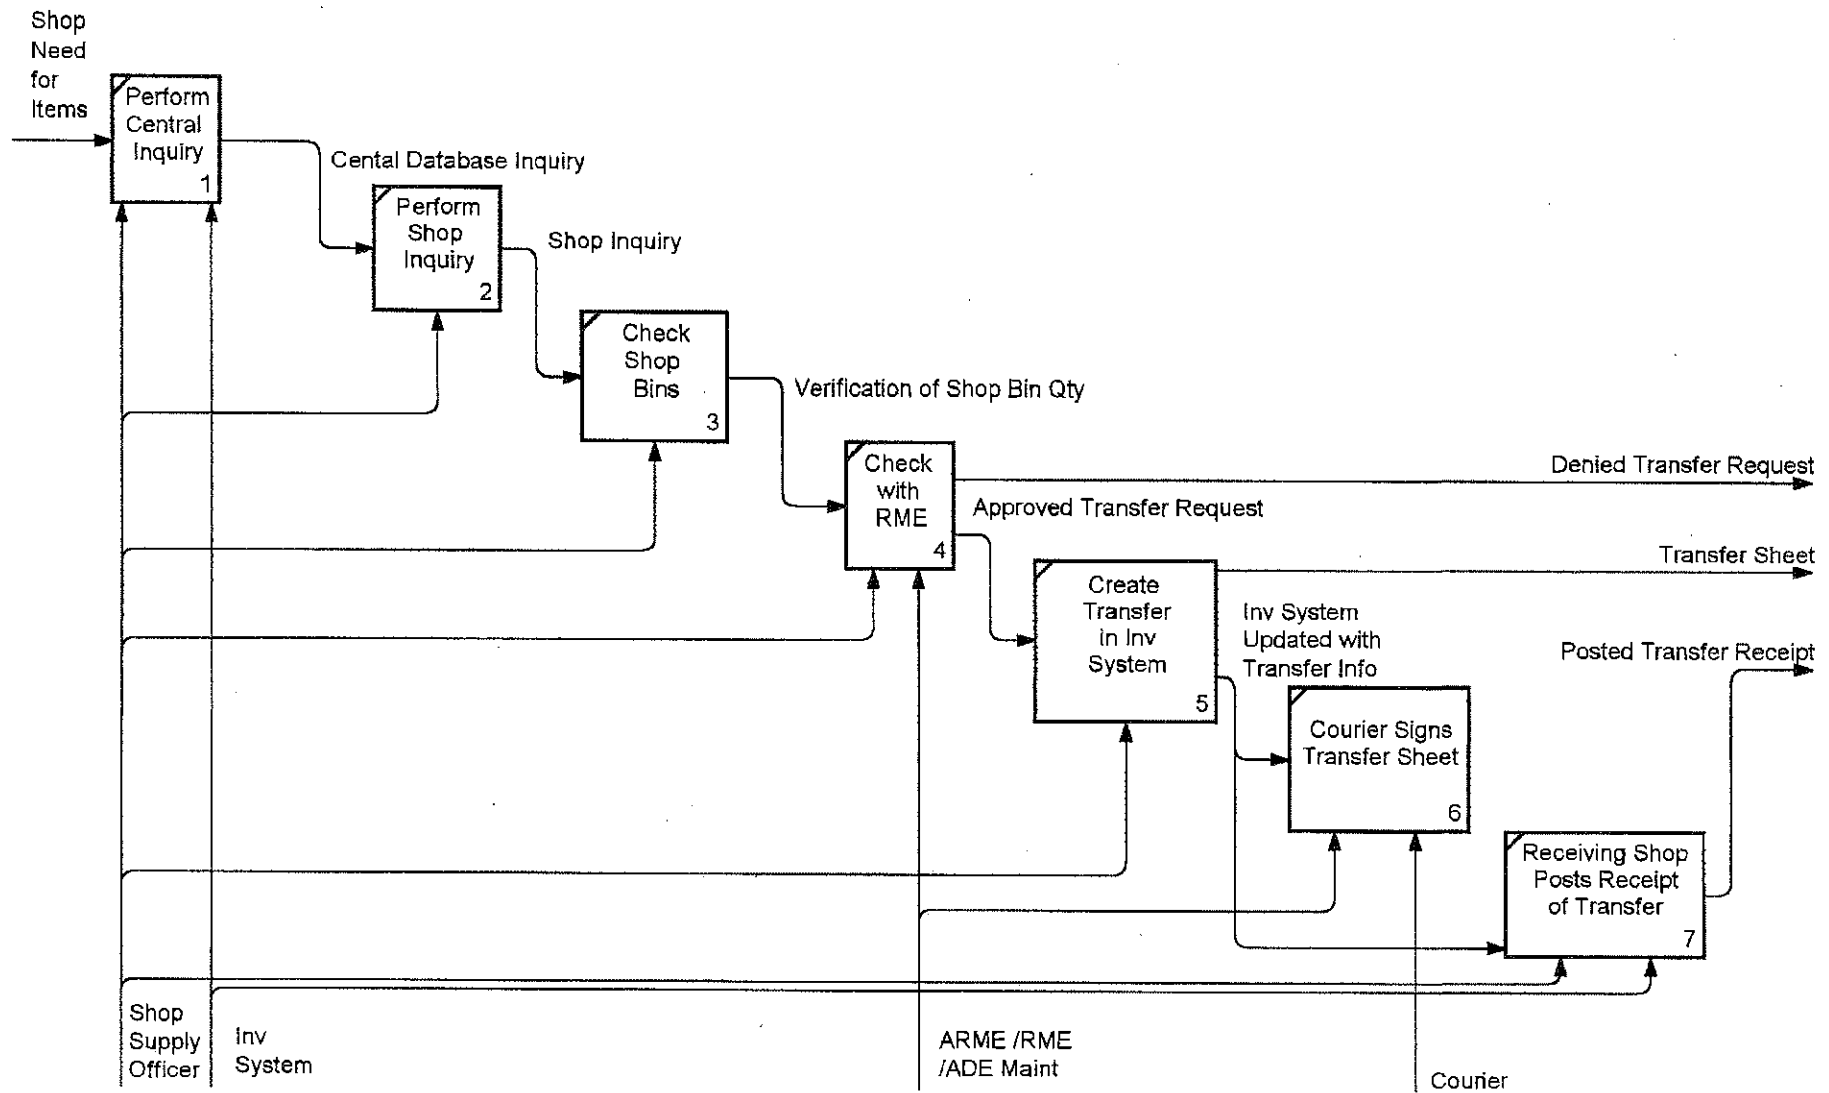 Shop
Need
for
Items
Perform
Central
Inquiry
1
Cental Database Inquiry
Perform
Shop
Inquiry
2
Shop Inquiry
Check
Shop
Bins
3
Verification of Shop Bin Qty
Check
with
RME
4
Denied Transfer Request
Approved Transfer Request
Transfer Sheet
Create
Transfer
in Inv
System
5
Inv System
Updated with
Transfer Info
Posted Transfer Receipt
Courier Signs
Transfer Sheet
6
Receiving Shop
Posts Receipt
of Transfer
7
Shop
Supply
Officer
Inv
System
ARME /RME
/ADE Maint
Courier